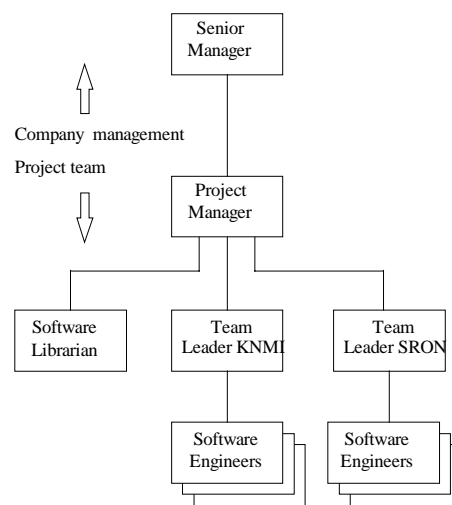 Senior
Manager
Company management
Project team
Project
Manager
Software
Librarian
Team
Leader KNMI
Team
Leader SRON
Software
Engineers
Software
Engineers